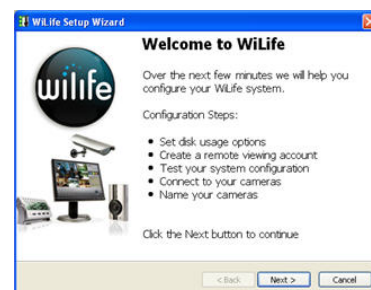 WiLife Setup Wizard
Welcome to WiLife
wilife
Over the next few minutes we will help you
configure your WiLife system.
Configuration Steps:
• Set disk usage options
• Create a remote viewing account
• Test your system configuration
• Connect to your cameras
• Name your cameras
Click the Next button to continue
< Back
Next >
Cancel